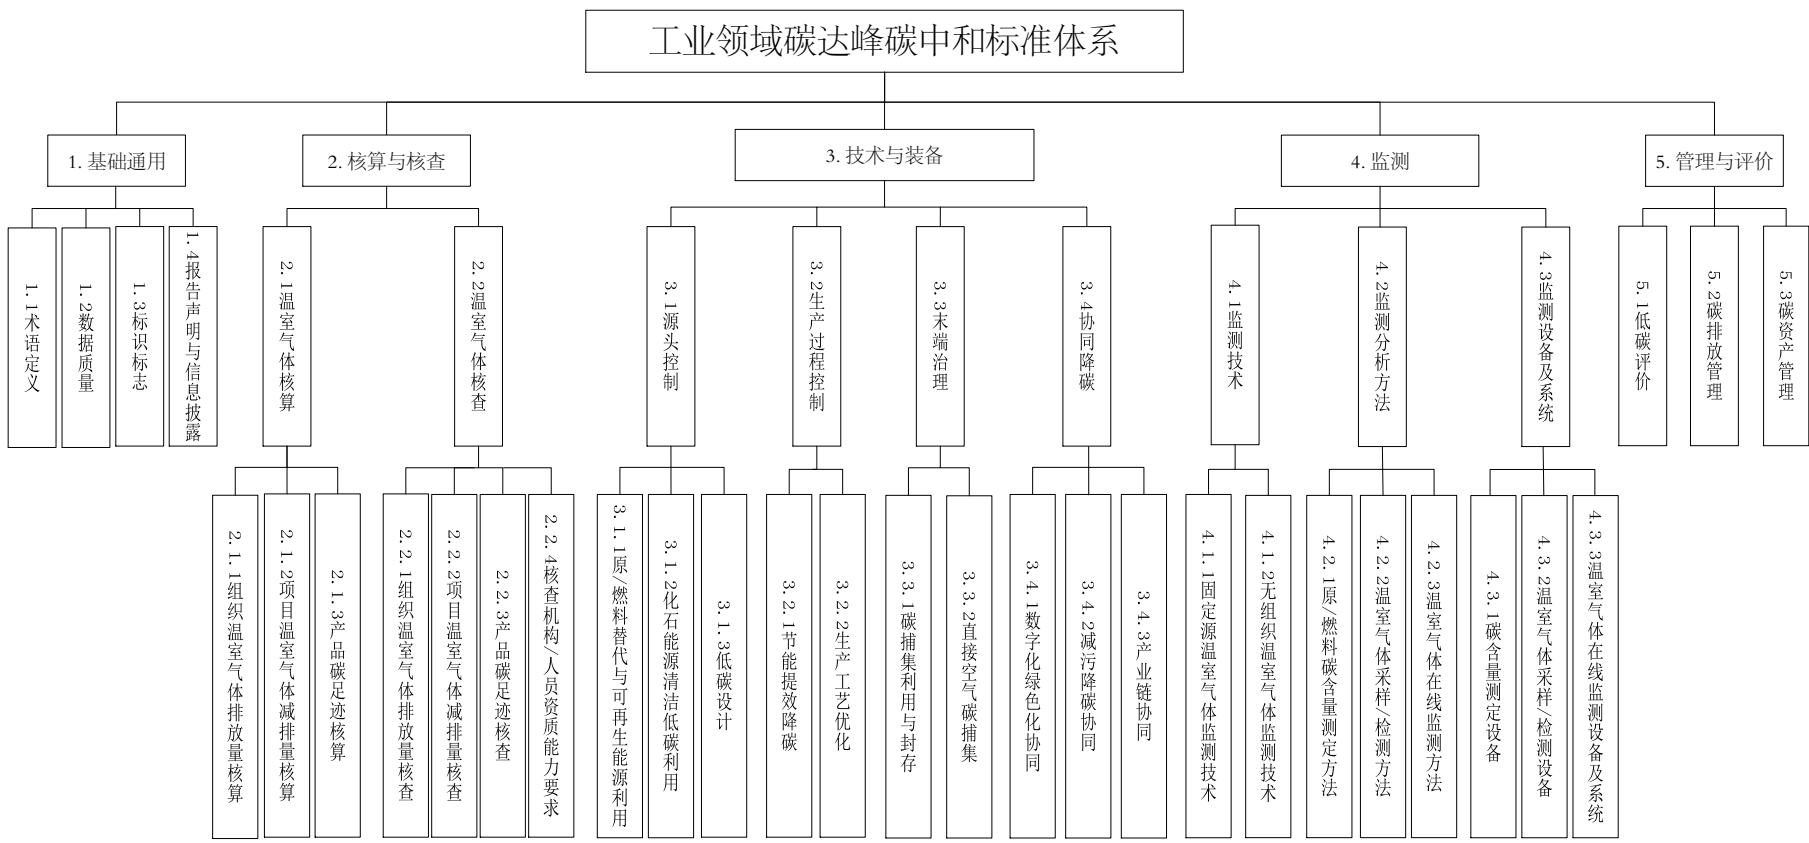 工业领域碳达峰碳中和标准体系
1. 基础通用
2. 核算与核查
3. 技术与装备
4. 监测
5. 管理与评价
1.1术语定义
1.2数据质量
1.3标识标志
1.4报告声明与信息披露
2.1温室气体核算
2.2温室气体核查
3.1源头控制
3.2生产过程控制
3.3末端治理
3.4协同降碳
4.1监测技术
4.2监测分析方法
4.3监测设备及系统
5.1低碳评价
5.2碳排放管理
5.3碳资产管理
2.1.1组织温室气体排放量核算
2.1.2项目温室气体减排量核算
2.1.3产品碳足迹核算
2.2.1组织温室气体排放量核查
2.2.2项目温室气体减排量核查
2.2.3产品碳足迹核查
2.2.4核查机构/人员资质能力要求
3.1.1原/燃料替代与可再生能源利用
3.1.2化石能源清洁低碳利用
3.1.3低碳设计
3.2.1节能提效降碳
3.2.2生产工艺优化
3.3.1碳捕集利用与封存
3.3.2直接空气碳捕集
3.4.1数字化绿色化协同
3.4.2减污降碳协同
3.4.3产业链协同
4.1.1固定源温室气体监测技术
4.1.2无组织温室气体监测技术
4.2.1原/燃料碳含量测定方法
4.2.2温室气体采样/检测方法
4.2.3温室气体在线监测方法
4.3.1碳含量测定设备
4.3.2温室气体采样/检测设备
4.3.3温室气体在线监测设备及系统